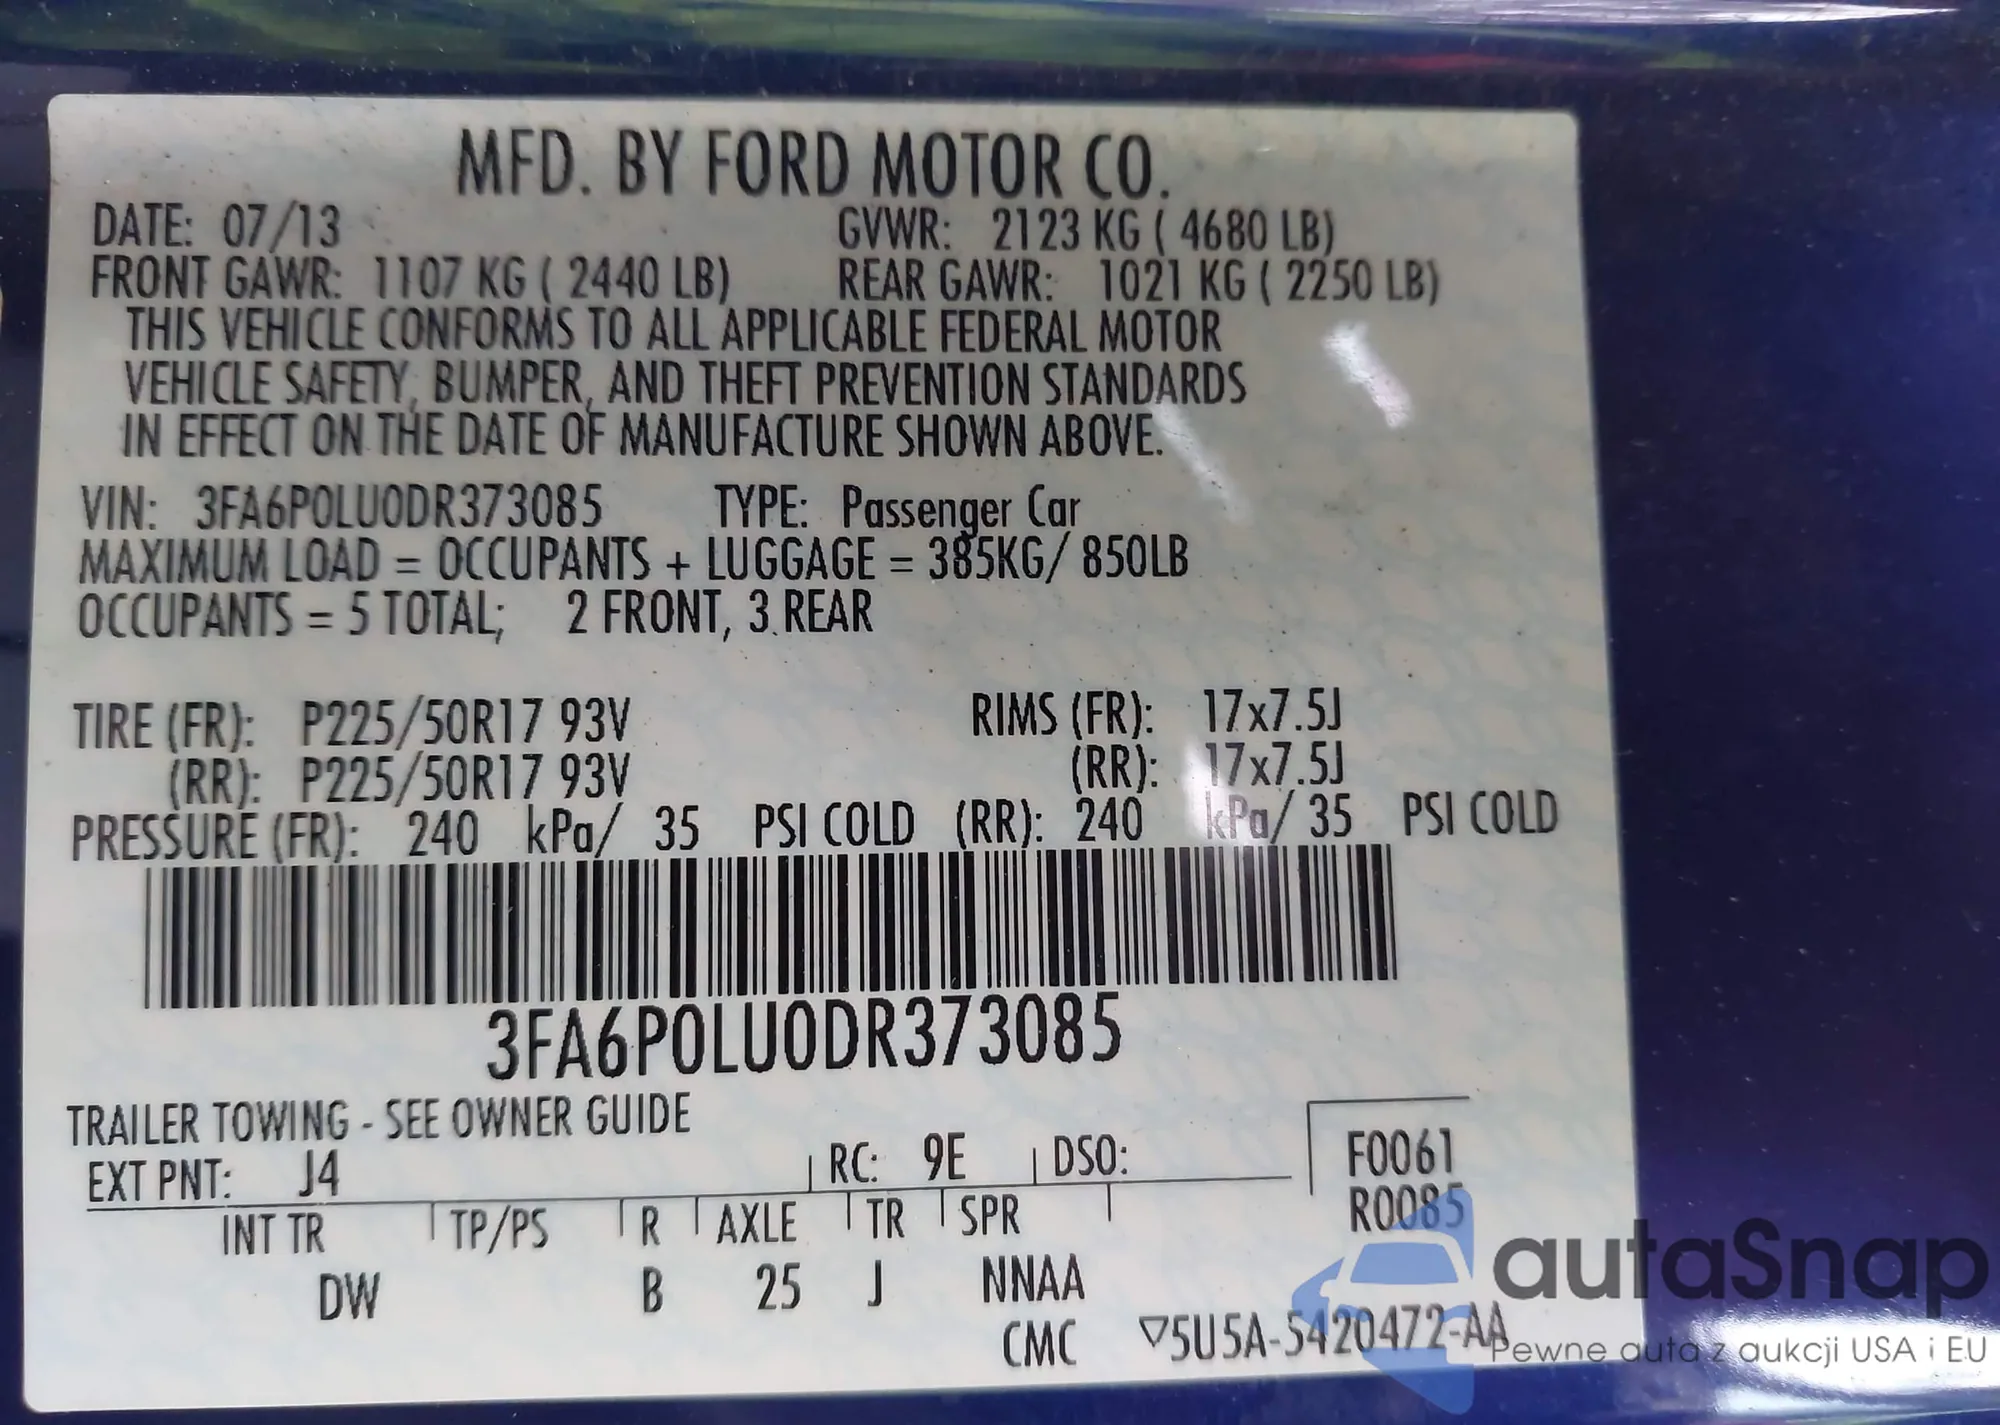 MFD. BY FORD MOTOR CO.
DATE: 07/13 GVWR: 2123 KG ( 4680 LB)
FRONT GAWR: 1107 KG ( 2440 LB) REAR GAWR: 1021 KG ( 2250 LB)
THIS VEHICLE CONFORMS TO ALL APPLICABLE FEDERAL MOTOR
VEHICLE SAFETY, BUMPER, AND THEFT PREVENTION STANDARDS
IN EFFECT ON THE DATE OF MANUFACTURE SHOWN ABOVE.
VIN: 3FA6P0LU0DR373085 TYPE: Passenger Car
MAXIMUM LOAD = OCCUPANTS + LUGGAGE = 385KG/ 850LB
OCCUPANTS = 5 TOTAL; 2 FRONT, 3 REAR
TIRE (FR): P225/50R17 93V RIMS (FR): 17x7.5J
(RR): P225/50R17 93V (RR): 17x7.5J
PRESSURE (FR): 240 kPa/ 35 PSI COLD (RR): 240 kPa/ 35 PSI COLD
3FA6P0LU0DR373085
TRAILER TOWING - SEE OWNER GUIDE
EXT PNT: J4 RC: 9E DSO: F0061
R0085
INT TR TP/PS R AXLE TR SPR
DW B 25 J NNAA
CMC ▽5U5A-5420472-AA
autaSnap
Pewne auta z aukcji USA i EU